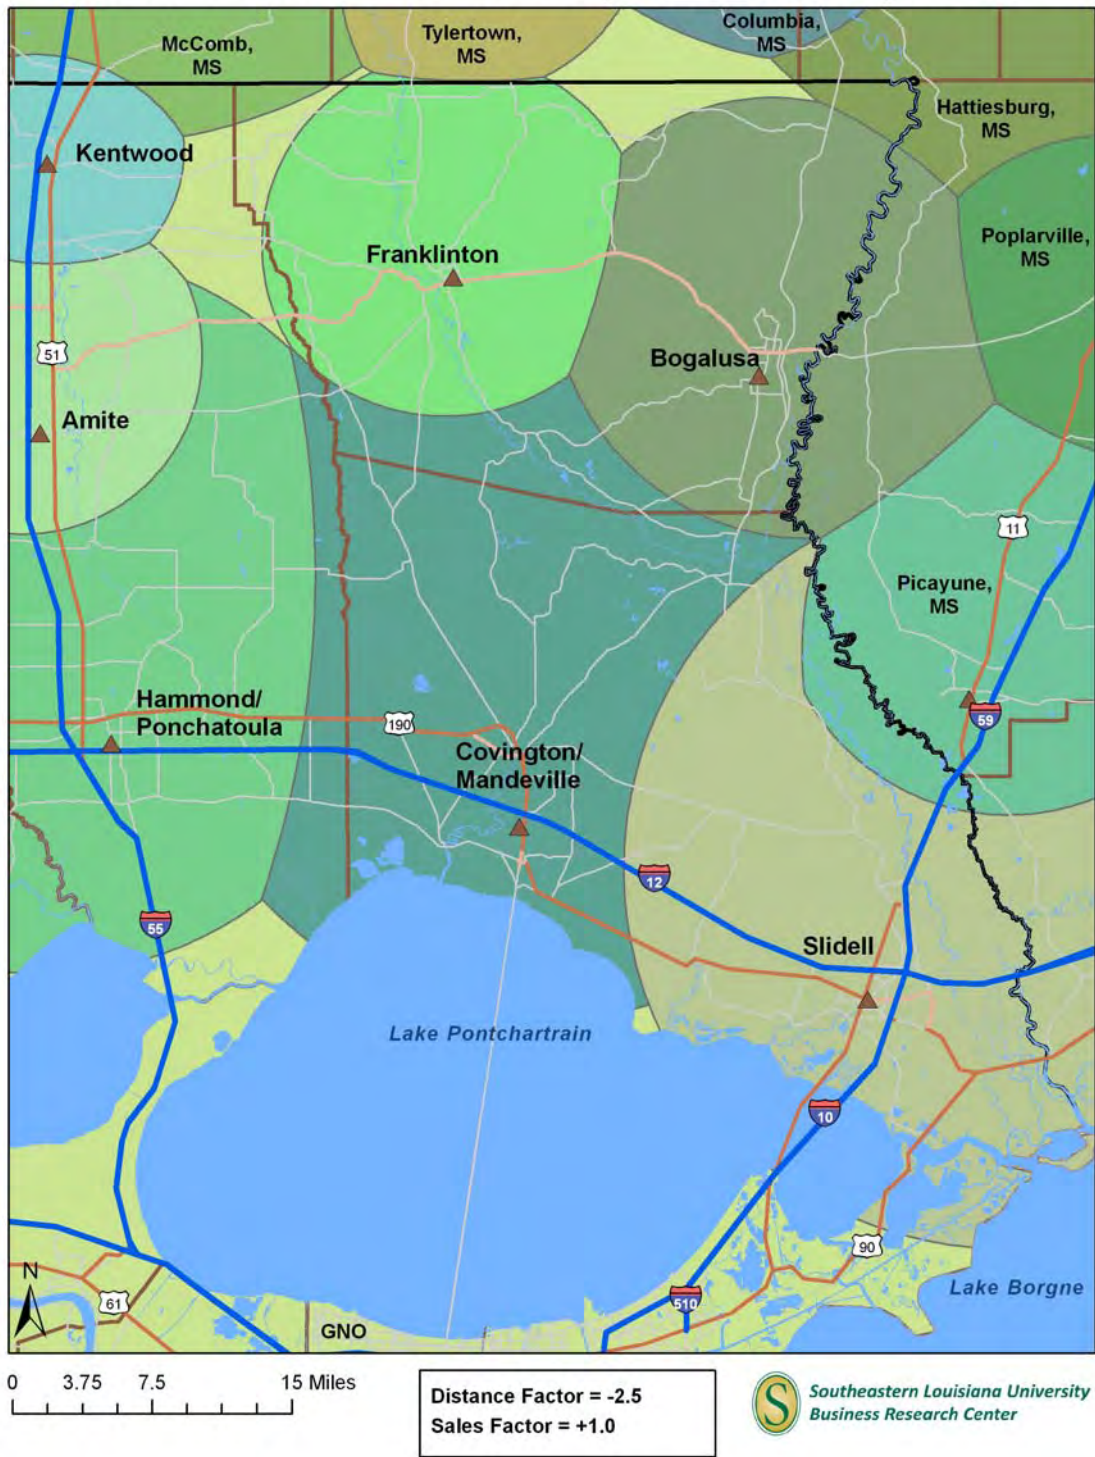 McComb,
MS
Tylertown,
MS
Columbia,
MS
Hattiesburg,
MS
Kentwood
Poplarville,
MS
Franklinton
51
Bogalusa
Amite
11
Picayune,
MS
Hammond/
Ponchatoula
190
59
Covington/
Mandeville
12
55
Slidell
Lake Pontchartrain
10
90
Lake Borgne
N
61
510
GNO
0 3.75 7.5 15 Miles
Distance Factor = -2.5
Sales Factor = +1.0
S
Southeastern Louisiana University
Business Research Center